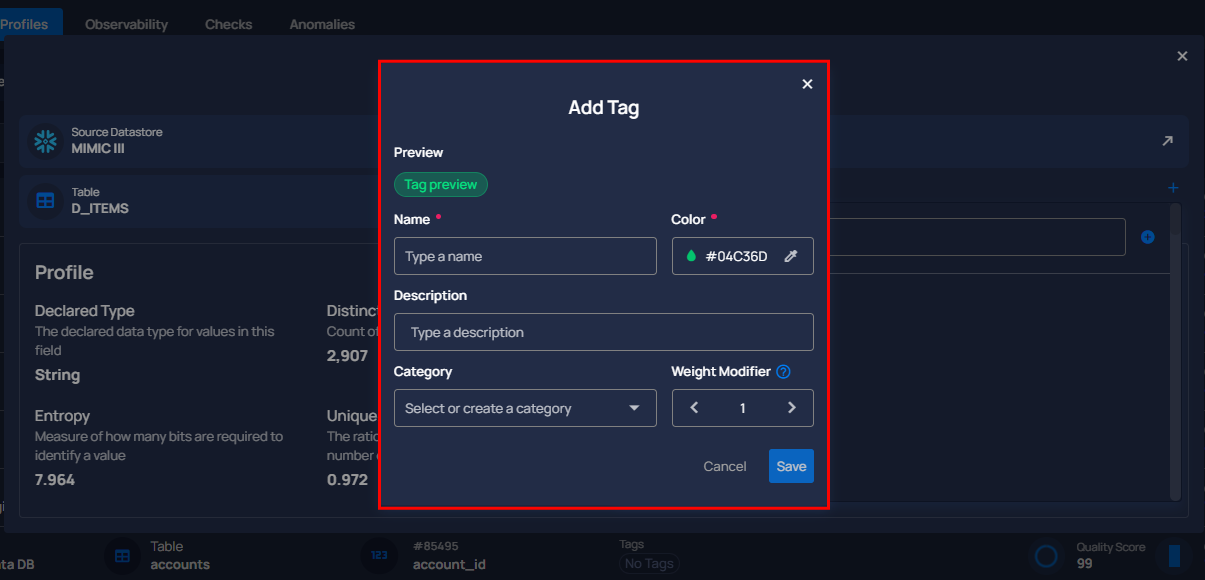 Profiles
Observability
Checks
Anomalies
Add Tag
Source Datastore
MIMIC III
Table
D_ITEMS
Preview
Tag preview
Name •
Color •
Type a name
#04C36D
Description
Type a description
Category
Weight Modifier
Select or create a category
1
Cancel
Save
Profile
Declared Type
The declared data type for values in this
field
String
Distinct
Count of
2,907
Entropy
Measure of how many bits are required to
identify a value
7.964
Unique
The ratio
number
0.972
Table
accounts
123
#85495
account_id
Tags
No Tags
Quality Score
99
ta DB